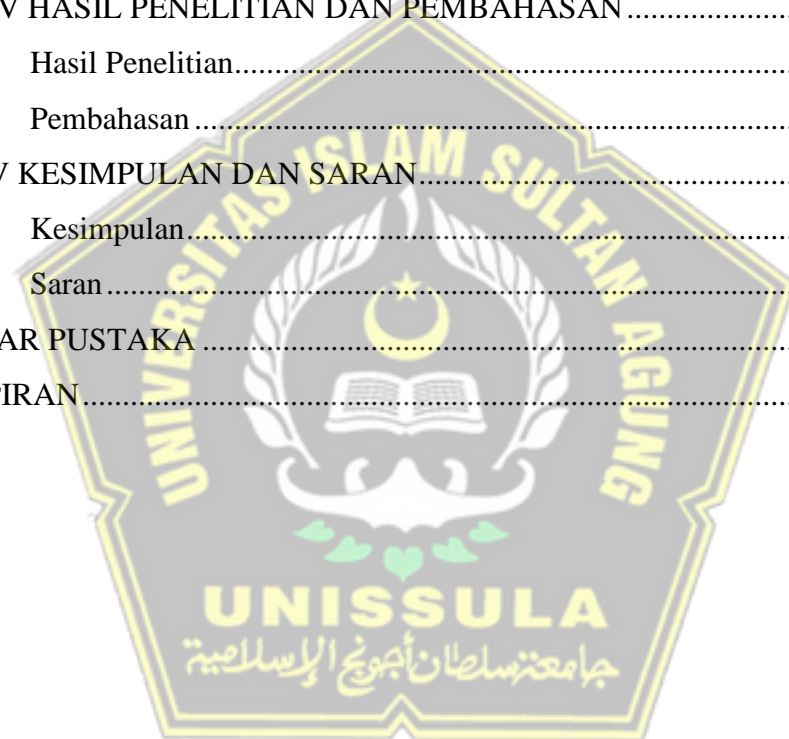 V HASIL PENELITIAN DAN PEMBAHASAN ....................
Hasil Penelitian....................
Pembahasan ....................
V KESIMPULAN DAN SARAN....................
Kesimpulan....................
Saran ....................
AR PUSTAKA ....................
PIRAN....................
UNIVERSITAS ISLAM SULTAN AGUNG
UNISSULA
جامعة سلطان أجونج الإسلامية